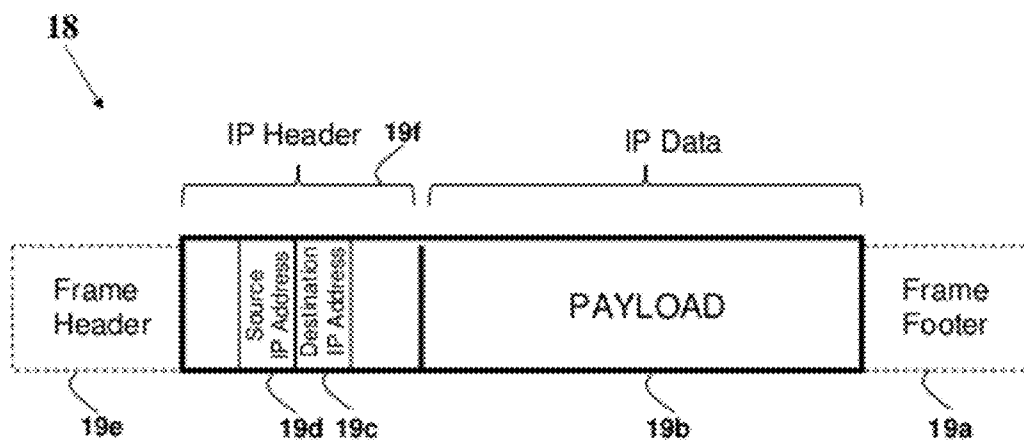 18
IP Header
19f
IP Data
Frame
Header
Source
IP Address
Destination
IP Address
PAYLOAD
Frame
Footer
19e
19d
19c
19b
19a